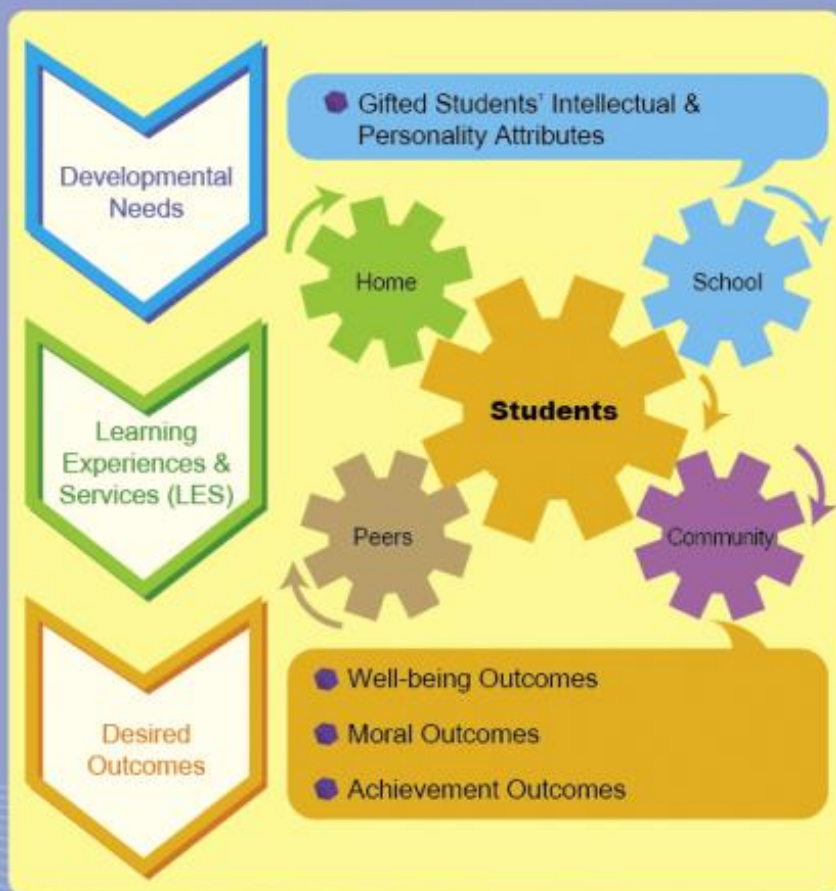 Gifted Students' Intellectual &
Personality Attributes
Developmental
Needs
Home
School
Students
Learning
Experiences &
Services (LES)
Peers
Community
Well-being Outcomes
Moral Outcomes
Achievement Outcomes
Desired
Outcomes